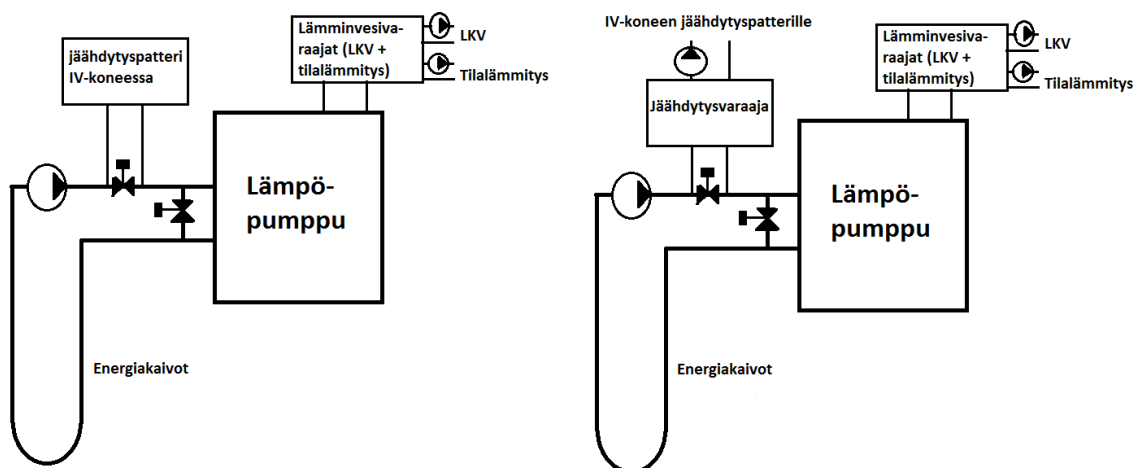 jäähdytyspatteri
IV-koneessa
Lämminvesiva-
raajat (LKV +
tilalämmitys)
LKV
Tilalämmitys
Lämpö-
pumppu
Energiakaivot
IV-koneen jäähdytyspatterille
Jäähdytysvaraaja
Lämminvesiva-
raajat (LKV +
tilalämmitys)
LKV
Tilalämmitys
Lämpö-
pumppu
Energiakaivot